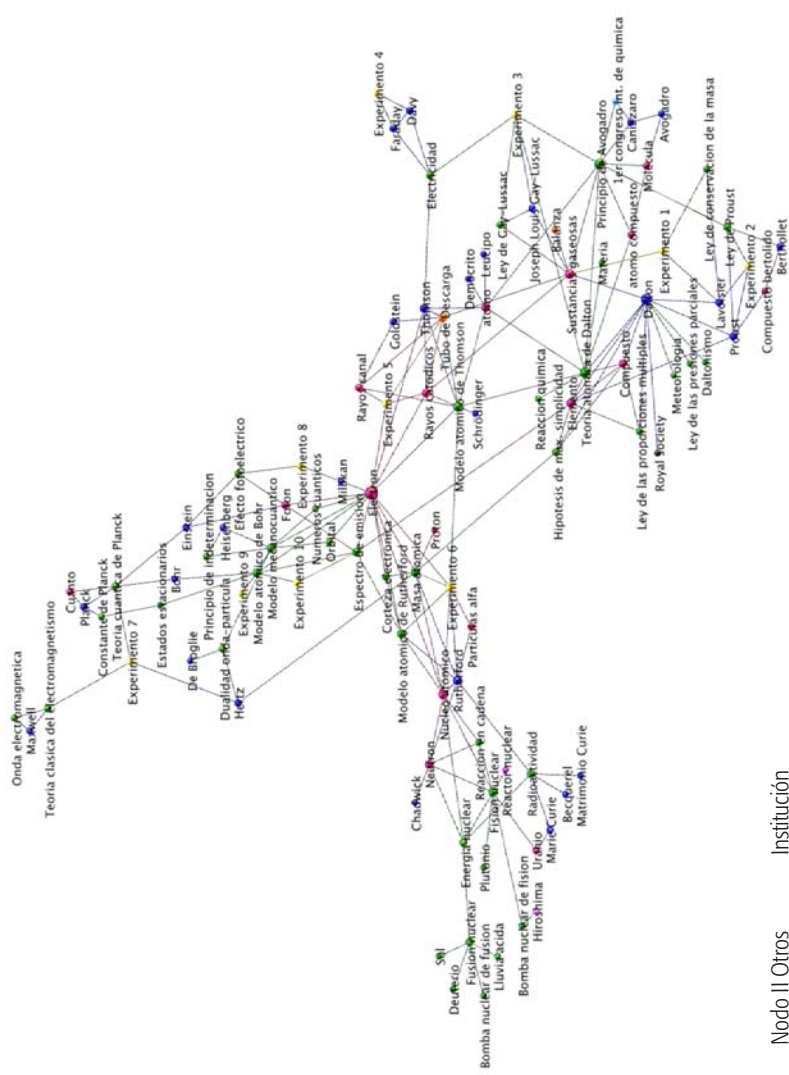 Onda electromagnetica
Maxwell
Teoria clasica del Electromagnetismo
Cuanto
Planck
Constante de Planck
Teoria cuantica de Planck
Experimento 7
Estados estacionarios
Bohr
Einstein
De Broglie
Principio de indeterminacion
Heisenberg
Efecto fotoelectrico
Dualidad onda-particula
Hertz
Experimento 9
Modelo atomico de Bohr
Modelo mecanocuantico
Foton
Experimento 8
Experimento 10
Numeros cuanticos
Orbital
Millikan
Espectro de emision
Electron
Corteza electronica
Modelo atomico de Rutherford
Masa atomica
Proton
Experimento 6
Particulas alfa
Nucleo atomico
Rutherford
Chadwick
Neutron
Reaccion en cadena
Energia nuclear
Fision nuclear
Reactor nuclear
Plutonio
Radioactividad
Uranio
Marie Curie
Becquerel
Matrimonio Curie
Sol
Deuterio
Fusion nuclear
Bomba nuclear de fusion
Lluvia acida
Bomba nuclear de fision
Hiroshima
Experimento 4
Faraday
Davy
Electricidad
Experimento 3
Goldstein
Thomson
Tubo de Descarga
Rayos canal
Experimento 5
Rayos catodicos
Modelo atomico de Thomson
Schrodinger
Democrito
Leucipo
atomo
Ley de Gay-Lussac
Joseph Louis Gay-Lussac
Balanza
Sustancias gaseosas
Materia
Principio de Avogadro
1er congreso int. de quimica
Cannizaro
Avogadro
Molecula
atomo compuesto
Experimento 1
Ley de conservacion de la masa
Reaccion quimica
Hipotesis de max. simplicidad
Elemento
Teoria atomica de Dalton
Compuesto
Dalton
Ley de las proporciones multiples
Royal Society
Meteorologia
Ley de las presiones parciales
Daltonismo
Lavoisier
Proust
Ley de Proust
Experimento 2
Compuesto bertolido
Berthollet
Nodo II Otros
Institución